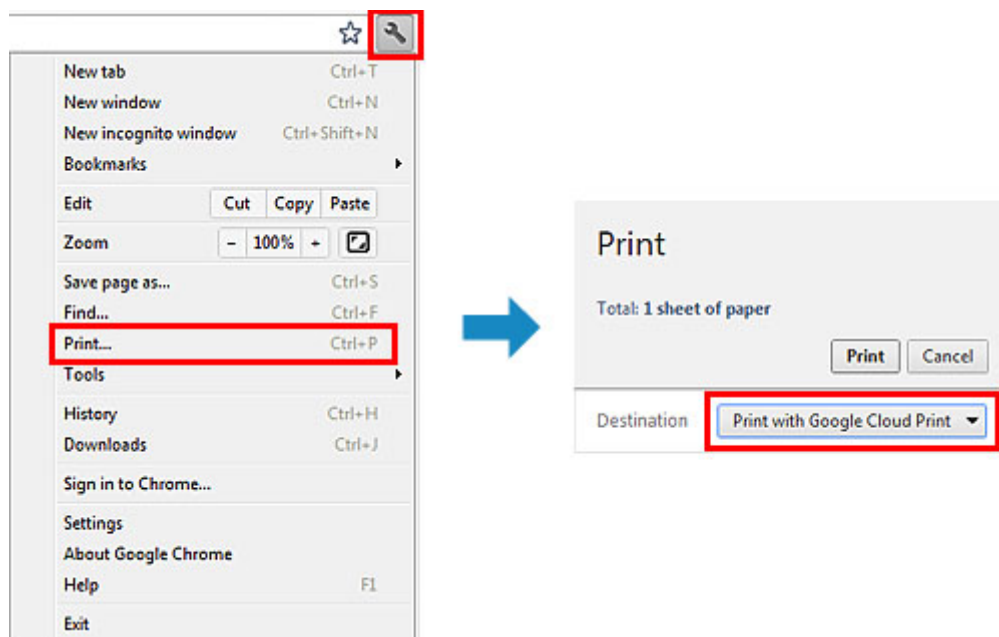 New tab Ctrl+T
New window Ctrl+N
New incognito window Ctrl+Shift+N
Bookmarks
Edit Cut Copy Paste
Zoom - 100% +
Save page as... Ctrl+S
Find... Ctrl+F
Print... Ctrl+P
Tools
History Ctrl+H
Downloads Ctrl+J
Sign in to Chrome...
Settings
About Google Chrome
Help F1
Exit
Print
Total: 1 sheet of paper
Print Cancel
Destination Print with Google Cloud Print